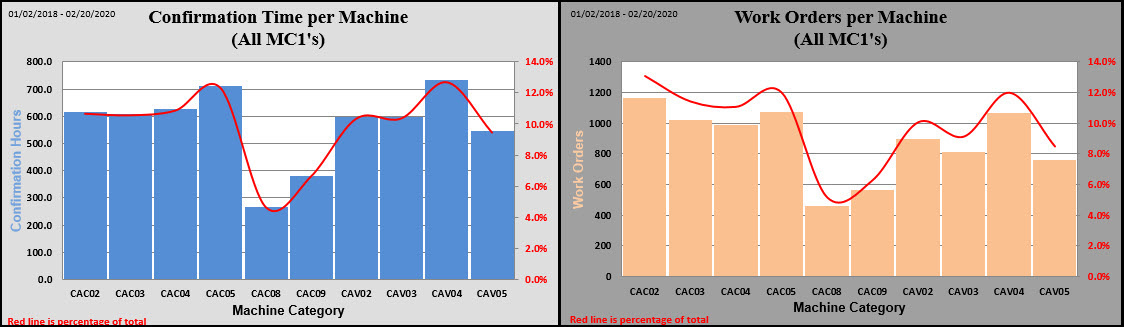 01/02/2018 - 02/20/2020
Confirmation Time per Machine
(All MC1's)
800.0
700.0
600.0
500.0
400.0
300.0
200.0
100.0
0.0
Confirmation Hours
14.0%
12.0%
10.0%
8.0%
6.0%
4.0%
2.0%
0.0%
CAC02 CAC03 CAC04 CAC05 CAC08 CAC09 CAV02 CAV03 CAV04 CAV05
Machine Category
Red line is percentage of total
01/02/2018 - 02/20/2020
Work Orders per Machine
(All MC1's)
1400
1200
1000
800
600
400
200
0
Work Orders
14.0%
12.0%
10.0%
8.0%
6.0%
4.0%
2.0%
0.0%
CAC02 CAC03 CAC04 CAC05 CAC08 CAC09 CAV02 CAV03 CAV04 CAV05
Machine Category
Red line is percentage of total